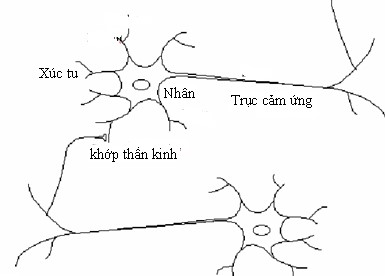 Xúc tu
Nhân
Trục cảm ứng
khớp thần kinh